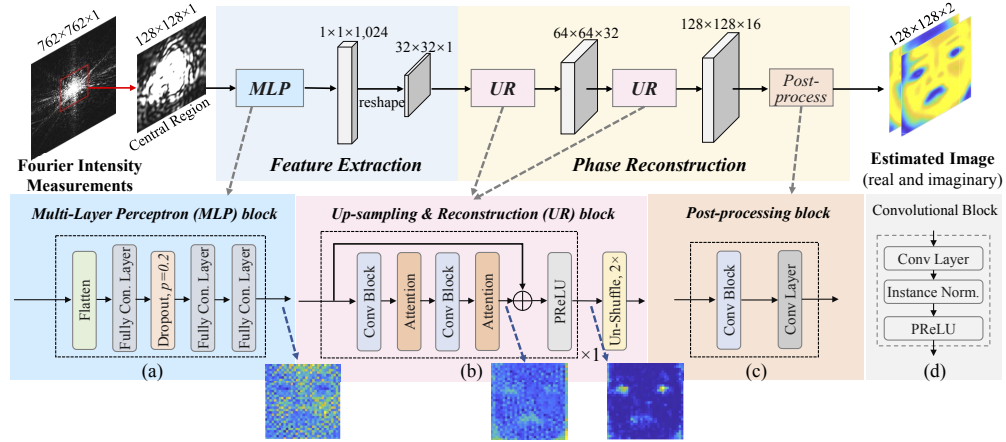 762×762×1
128×128×1
Central Region
Fourier Intensity
Measurements
MLP
1×1×1,024
reshape
32×32×1
Feature Extraction
UR
64×64×32
UR
128×128×16
Post-
process
Phase Reconstruction
128×128×2
Estimated Image
(real and imaginary)
Multi-Layer Perceptron (MLP) block
Flatten
Fully Con. Layer
Dropout, p=0.2
Fully Con. Layer
Fully Con. Layer
(a)
Up-sampling & Reconstruction (UR) block
Conv Block
Attention
Conv Block
Attention
PReLU
×1
Un-Shuffle, 2×
(b)
Post-processing block
Conv Block
Conv Layer
(c)
Convolutional Block
Conv Layer
Instance Norm.
PReLU
(d)